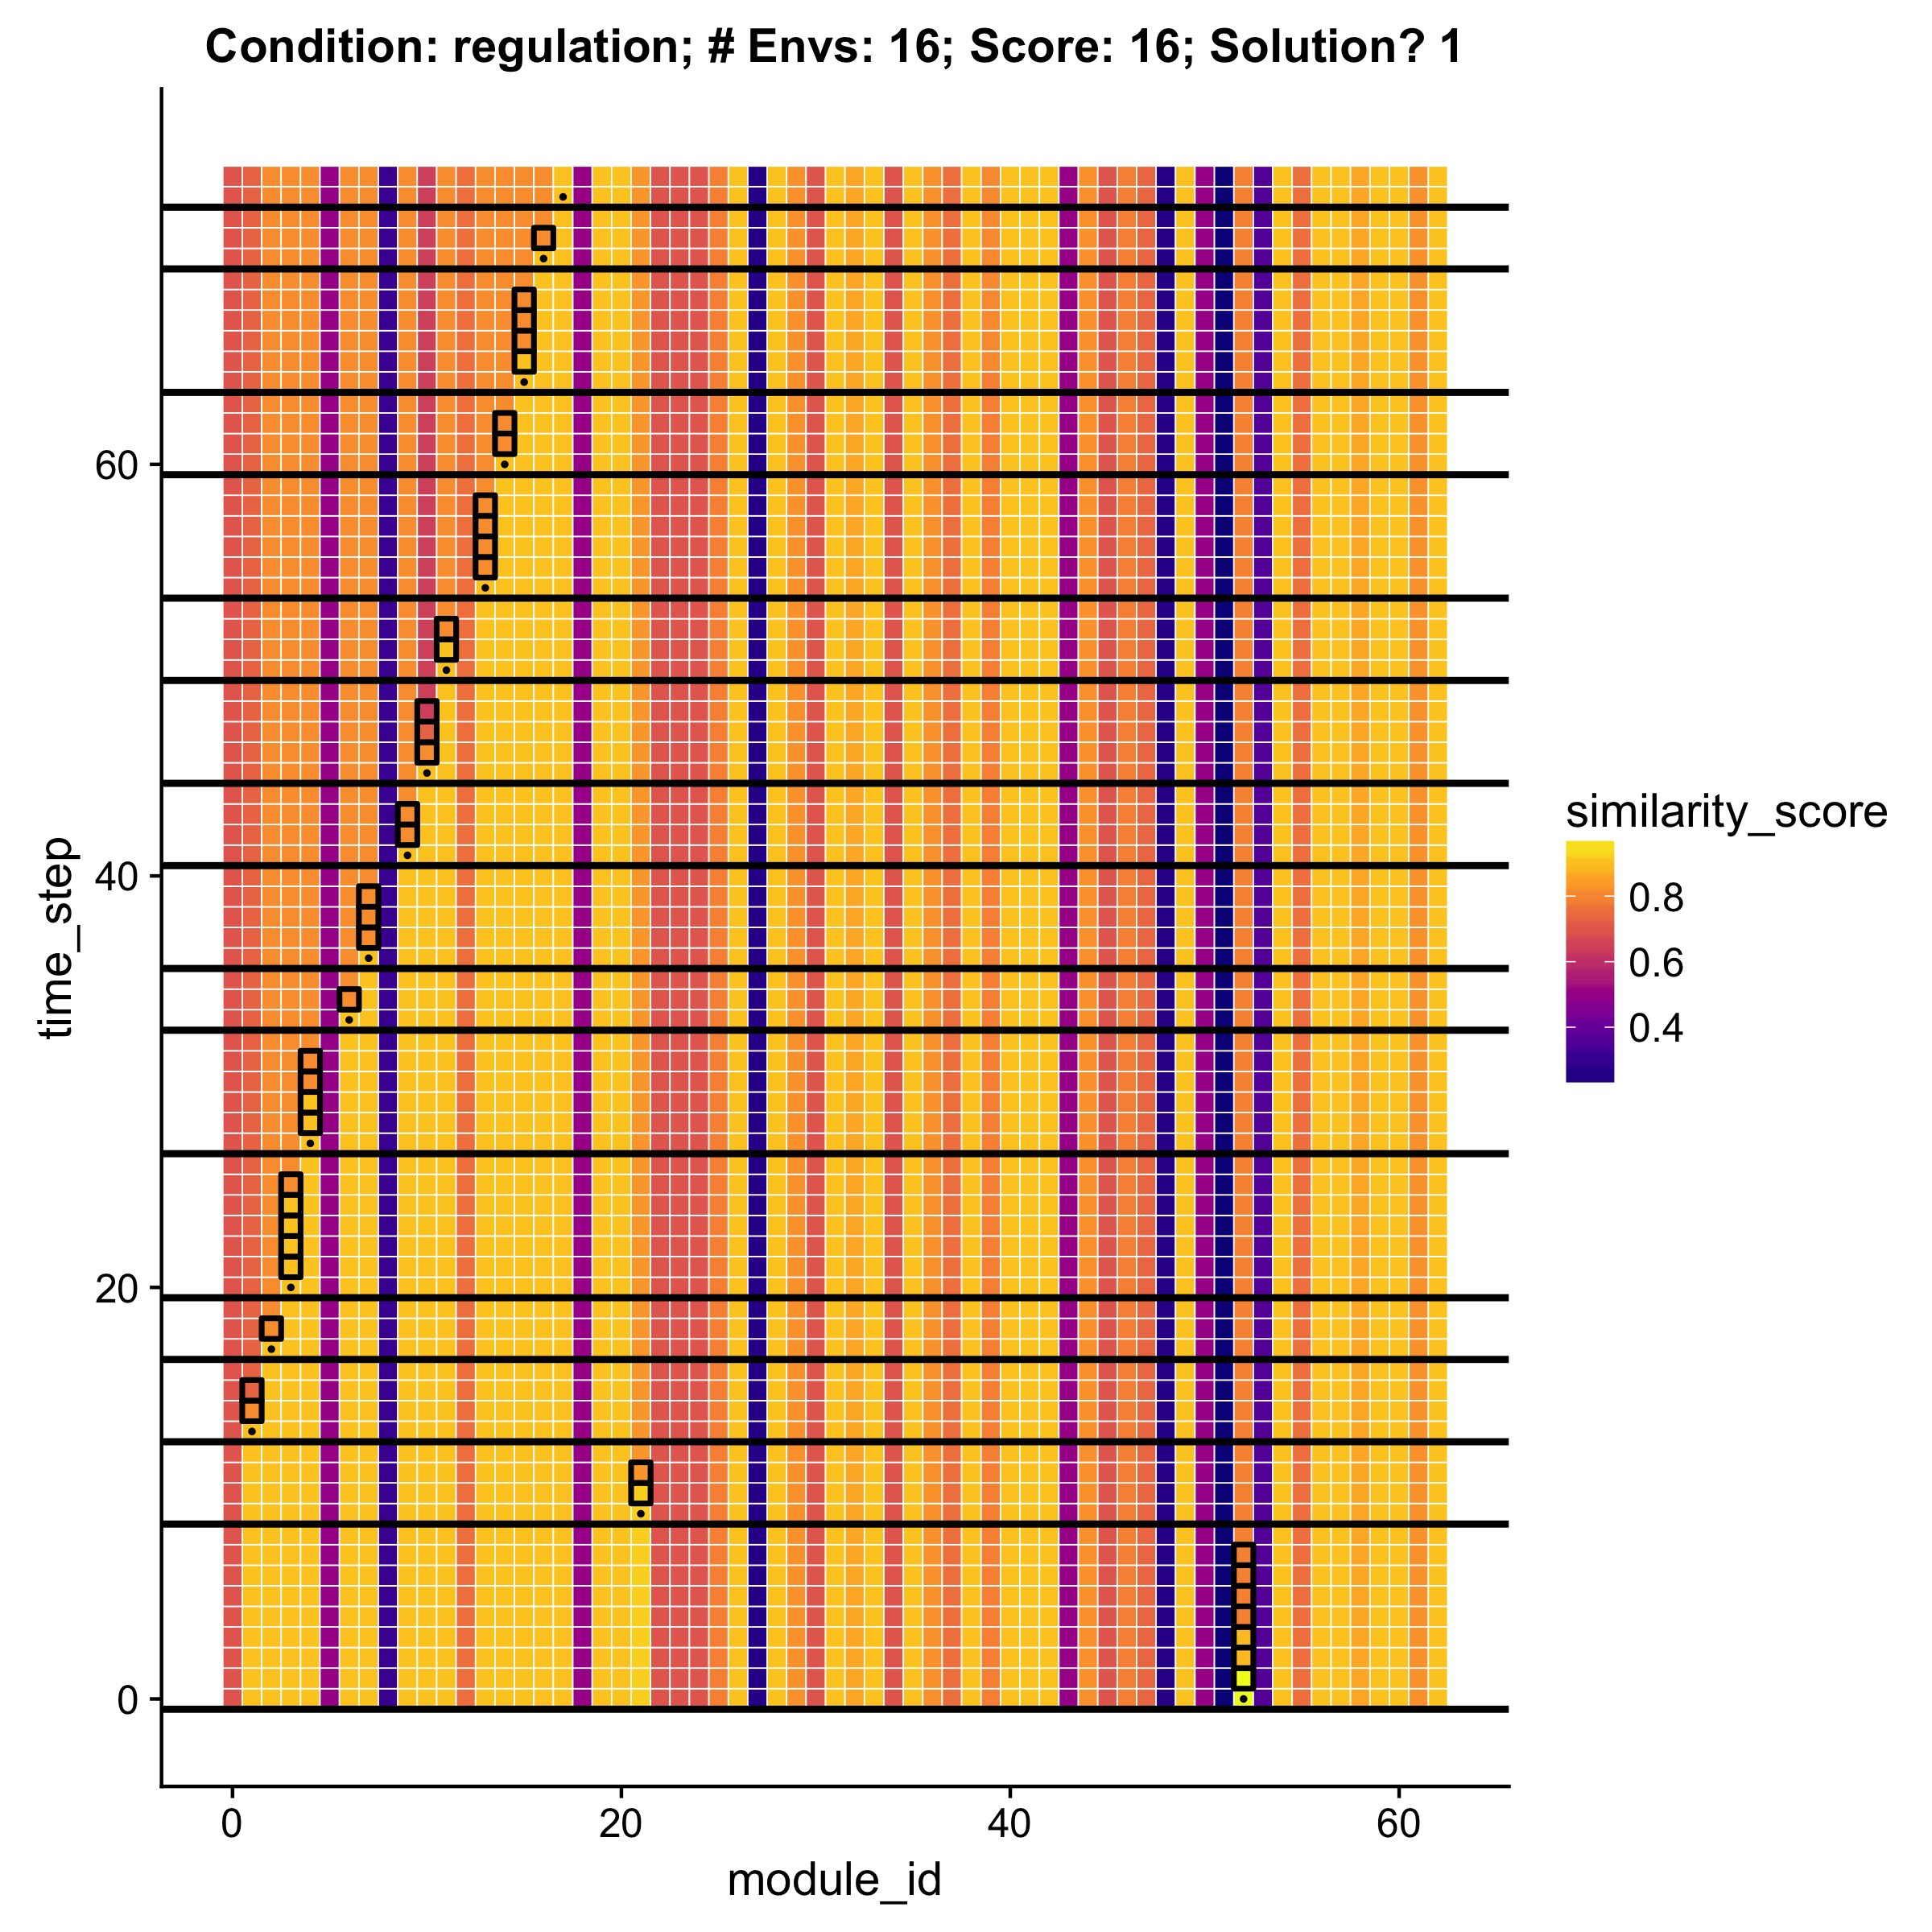 Condition: regulation; # Envs: 16; Score: 16; Solution? 1
time_step
60
40
20
0
0 20 40 60
module_id
similarity_score
0.8
0.6
0.4